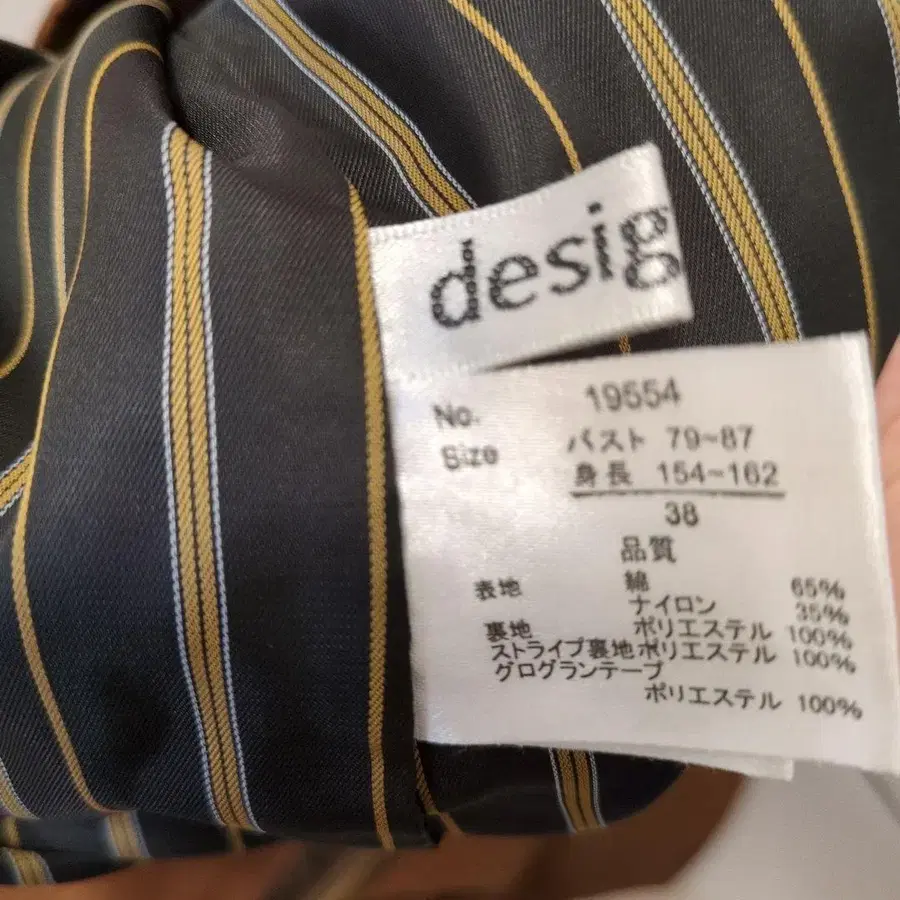 desig
No. 19554
Size バスト 79~87
身長 154~162
38
品質
表地 綿 65%
ナイロン 35%
裏地 ポリエステル 100%
ストライプ裏地ポリエステル 100%
グログランテープ
ポリエステル 100%